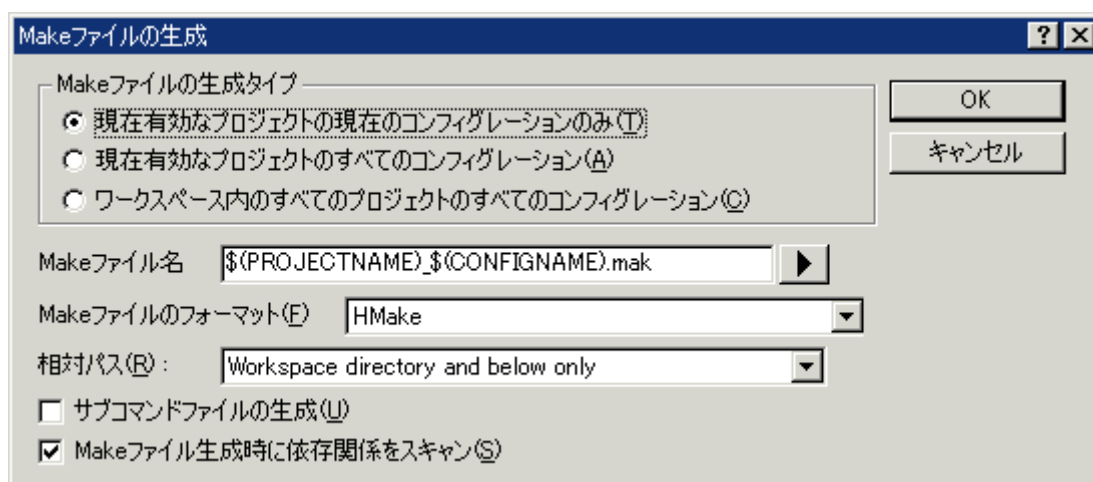 Makeファイルの生成
Makeファイルの生成タイプ
現在有効なプロジェクトの現在のコンフィグレーションのみ(T)
現在有効なプロジェクトのすべてのコンフィグレーション(A)
ワークスペース内のすべてのプロジェクトのすべてのコンフィグレーション(C)
OK
キャンセル
Makeファイル名 $(PROJECTNAME)_$(CONFIGNAME).mak
Makeファイルのフォーマット(F) HMake
相対パス(R): Workspace directory and below only
サブコマンドファイルの生成(U)
Makeファイル生成時に依存関係をスキャン(S)